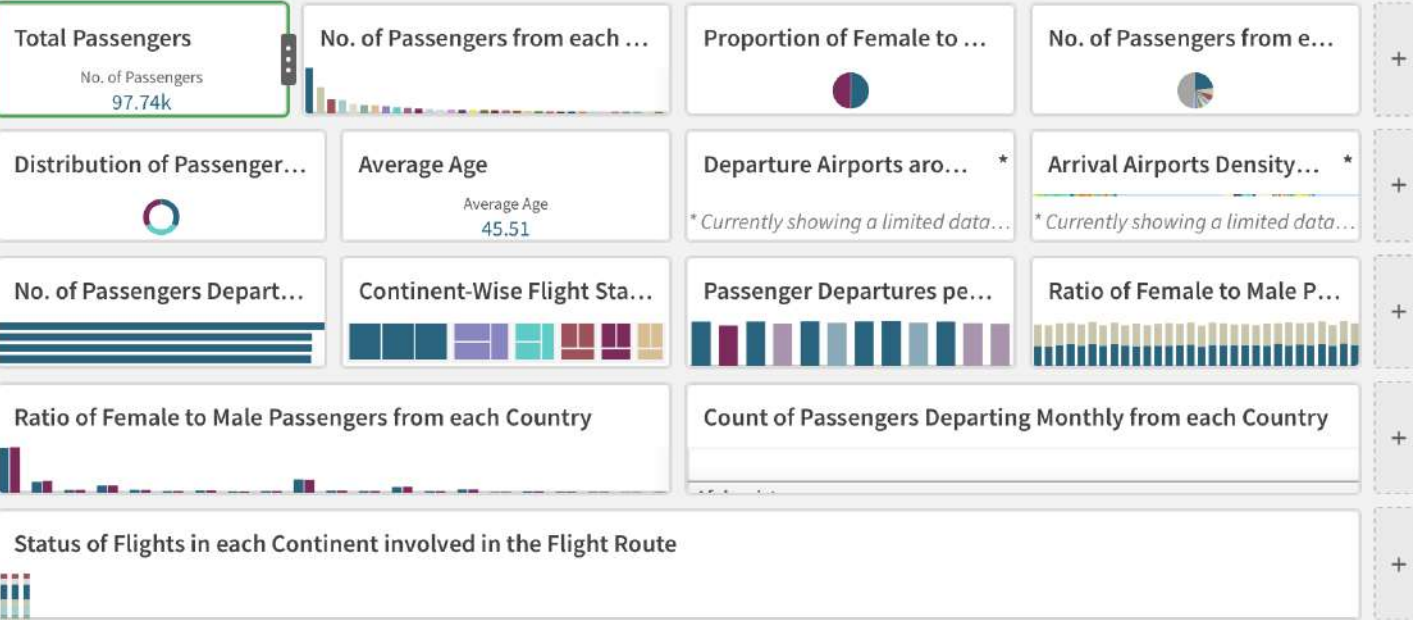 Total Passengers
No. of Passengers
97.74k
No. of Passengers from each ...
Proportion of Female to ...
No. of Passengers from e...
+
Distribution of Passenger...
Average Age
Average Age
45.51
Departure Airports aro... *
* Currently showing a limited data...
Arrival Airports Density... *
* Currently showing a limited data...
+
No. of Passengers Depart...
Continent-Wise Flight Sta...
Passenger Departures pe...
Ratio of Female to Male P...
+
Ratio of Female to Male Passengers from each Country
Count of Passengers Departing Monthly from each Country
+
Status of Flights in each Continent involved in the Flight Route
+